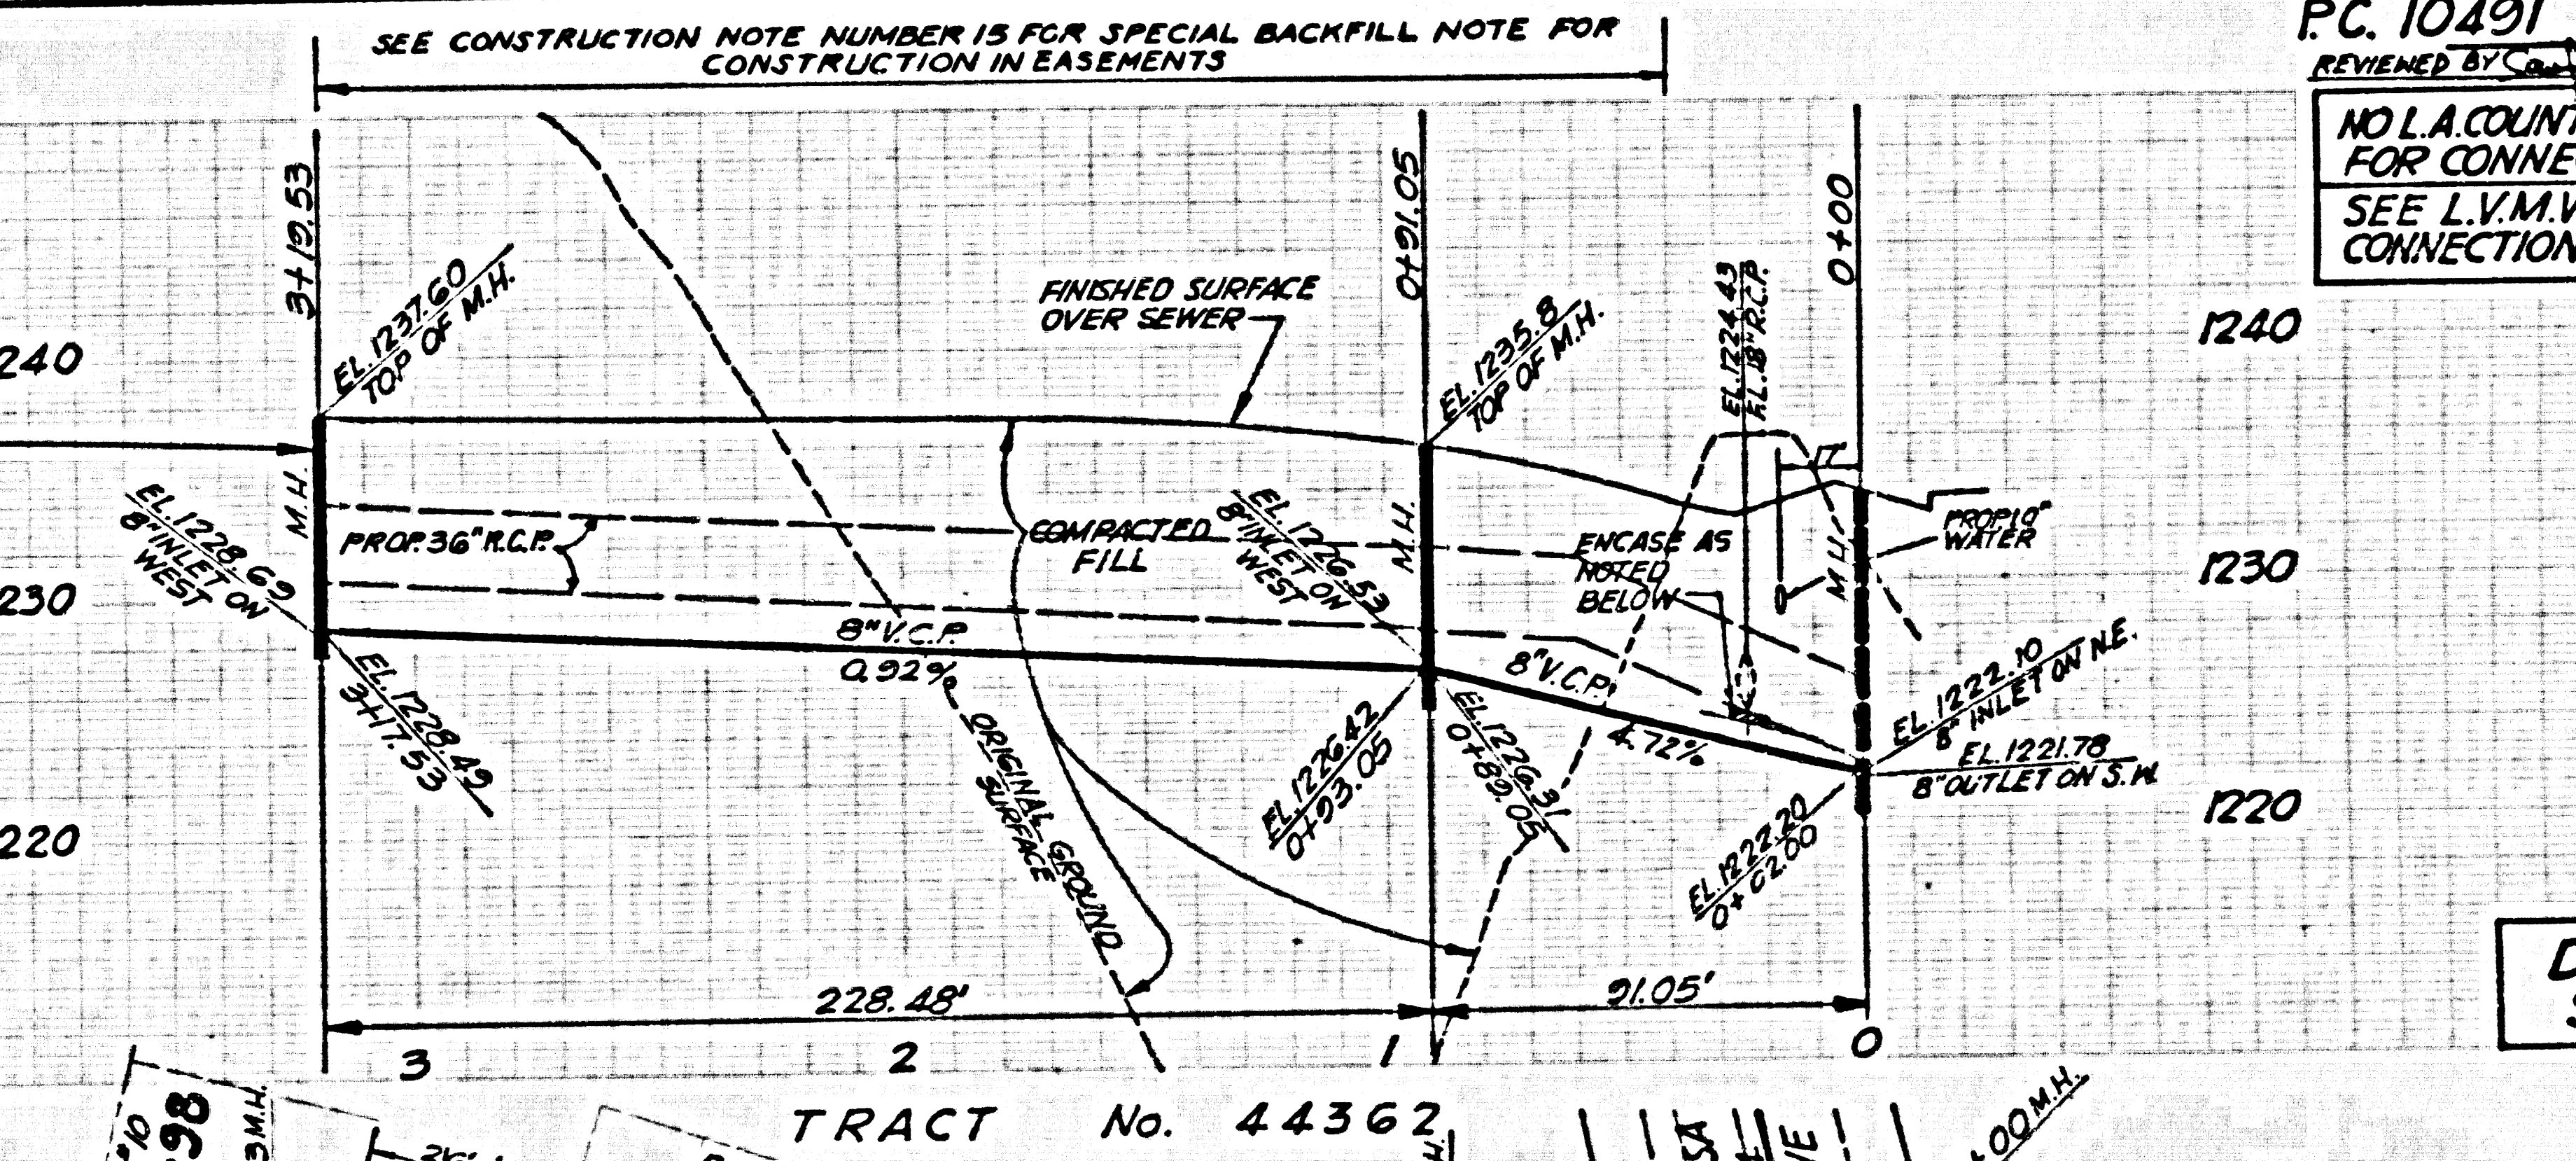 SEE CONSTRUCTION NOTE NUMBER 15 FOR SPECIAL BACKFILL NOTE FOR
CONSTRUCTION IN EASEMENTS
P.C. 10491
REVIEWED BY
NO L.A. COUNT
FOR CONNE
SEE L.V.M.V
CONNECTION
3+19.53
EL. 1237.60
TOP OF M.H.
FINISHED SURFACE
OVER SEWER
0+91.05
EL. 1235.8
TOP OF M.H.
EL. 1224.43
F.L. 18" R.C.P.
0+00
240
1240
M.H.
EL. 1228.69
8" INLET ON
WEST
PROP. 36" R.C.P.
COMPACTED
FILL
EL. 1226.53
8" INLET ON
WEST
M.H.
ENCASE AS
NOTED
BELOW
17'
M.H.
PROP. 10"
WATER
230
1230
8" V.C.P.
0.92%
8" V.C.P.
4.72%
EL. 1228.49
3+17.53
ORIGINAL GROUND
SURFACE
EL. 1226.42
0+93.05
EL. 1226.31
0+89.05
EL. 1222.20
0+02.00
EL. 1222.10
8" INLET ON N.E.
EL. 1221.78
8" OUTLET ON S.W.
220
1220
228.48'
91.05'
3
2
1
0
TRACT No. 44362
"10
98
3 M.H.
.00 M.H.